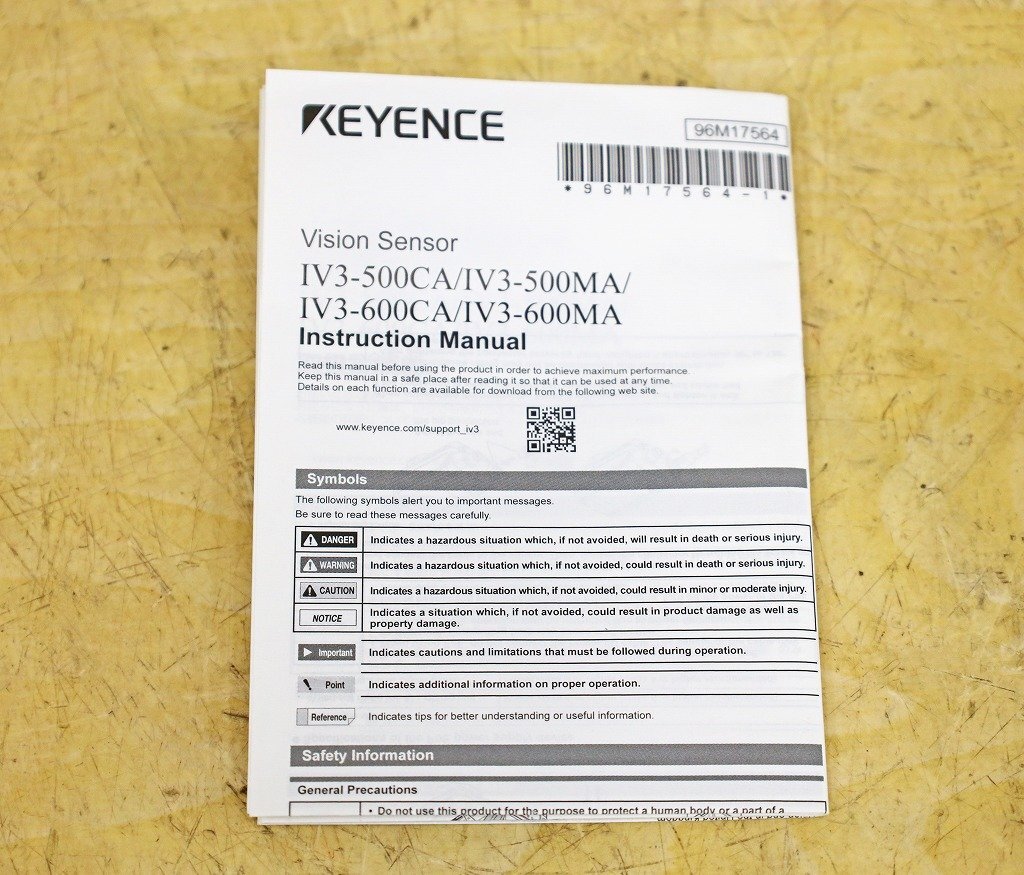 KEYENCE
96M17564
*96M17564-1*
Vision Sensor
IV3-500CA/IV3-500MA/
IV3-600CA/IV3-600MA
Instruction Manual
Read this manual before using the product in order to achieve maximum performance.
Keep this manual in a safe place after reading it so that it can be used at any time.
Details on each function are available for download from the following web site.
www.keyence.com/support_iv3
Symbols
The following symbols alert you to important messages.
Be sure to read these messages carefully.
DANGER Indicates a hazardous situation which, if not avoided, will result in death or serious injury.
WARNING Indicates a hazardous situation which, if not avoided, could result in death or serious injury.
CAUTION Indicates a hazardous situation which, if not avoided, could result in minor or moderate injury.
NOTICE Indicates a situation which, if not avoided, could result in product damage as well as
property damage.
Important Indicates cautions and limitations that must be followed during operation.
Point Indicates additional information on proper operation.
Reference Indicates tips for better understanding or useful information.
Safety Information
General Precautions
• Do not use this product for the purpose to protect a human body or a part of a